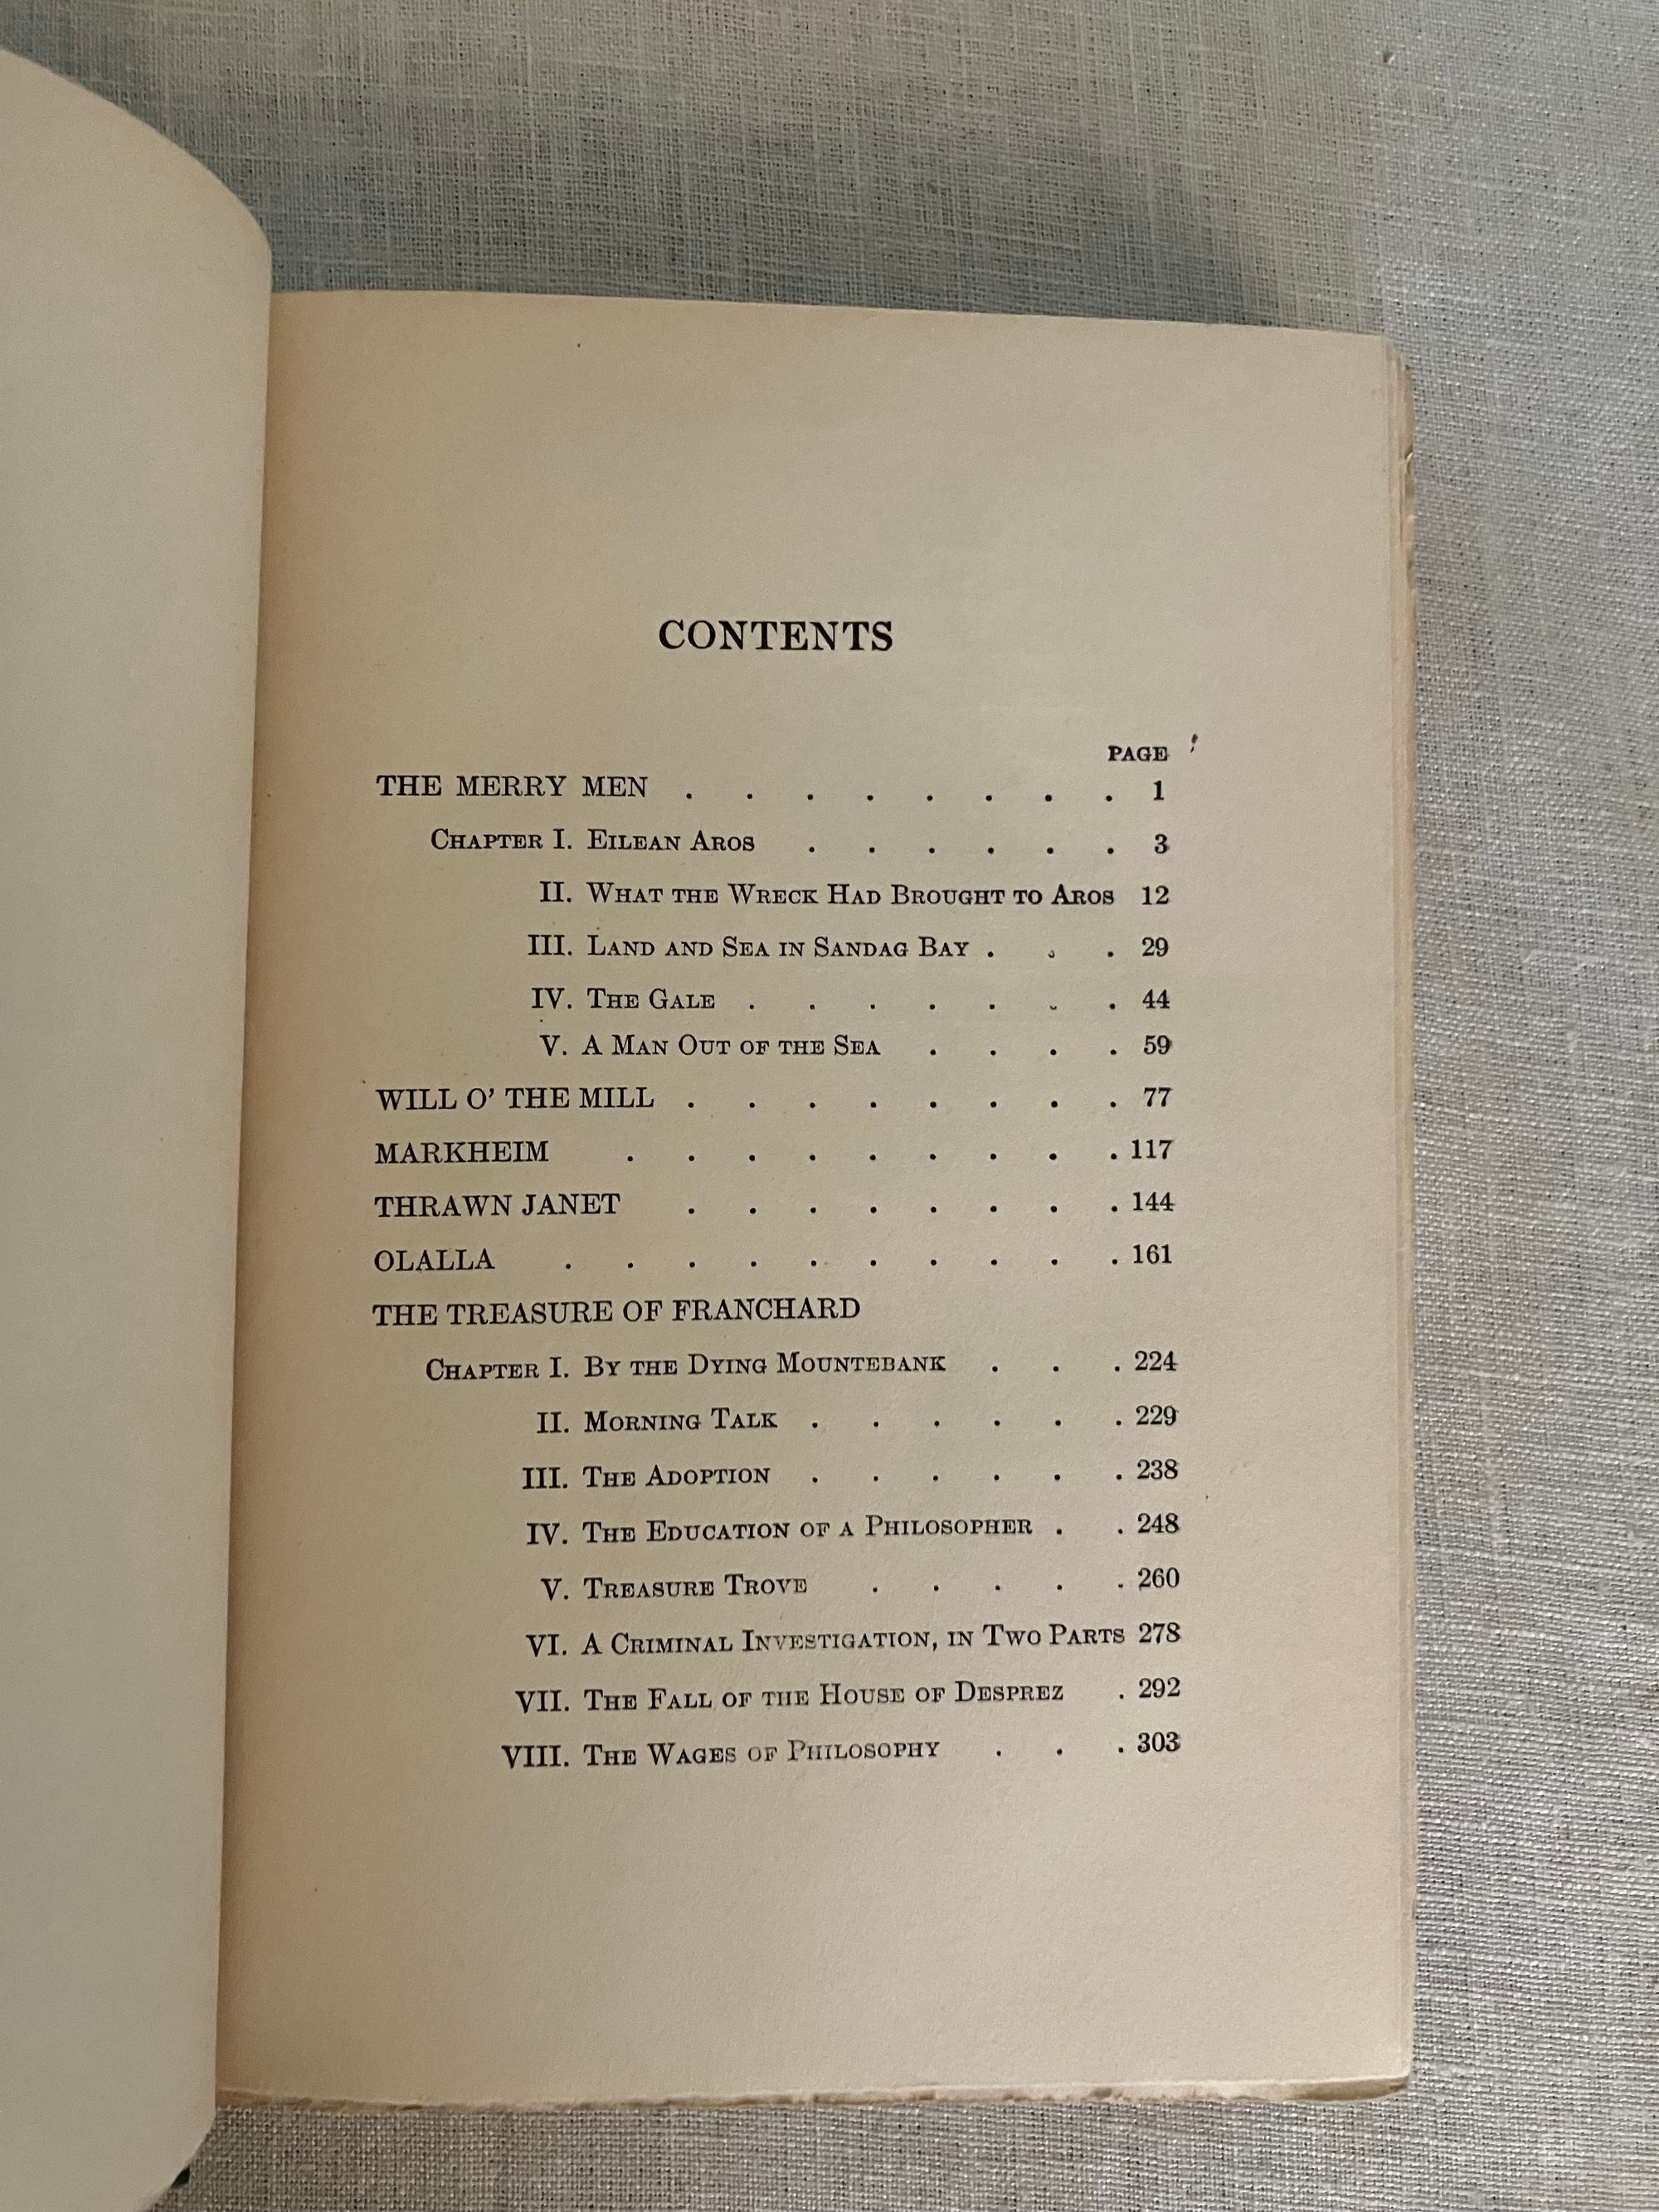 CONTENTS
PAGE
THE MERRY MEN . . . . . . . . 1
CHAPTER I. EILEAN AROS . . . . . . 3
II. WHAT THE WRECK HAD BROUGHT TO AROS 12
III. LAND AND SEA IN SANDAG BAY . . . 29
IV. THE GALE . . . . . . . 44
V. A MAN OUT OF THE SEA . . . . 59
WILL O' THE MILL . . . . . . . . 77
MARKHEIM . . . . . . . . . 117
THRAWN JANET . . . . . . . . 144
OLALLA . . . . . . . . . . 161
THE TREASURE OF FRANCHARD
CHAPTER I. BY THE DYING MOUNTEBANK . . . 224
II. MORNING TALK . . . . . . 229
III. THE ADOPTION . . . . . . 238
IV. THE EDUCATION OF A PHILOSOPHER . . 248
V. TREASURE TROVE . . . . . 260
VI. A CRIMINAL INVESTIGATION, IN TWO PARTS 278
VII. THE FALL OF THE HOUSE OF DESPREZ . 292
VIII. THE WAGES OF PHILOSOPHY . . . 303